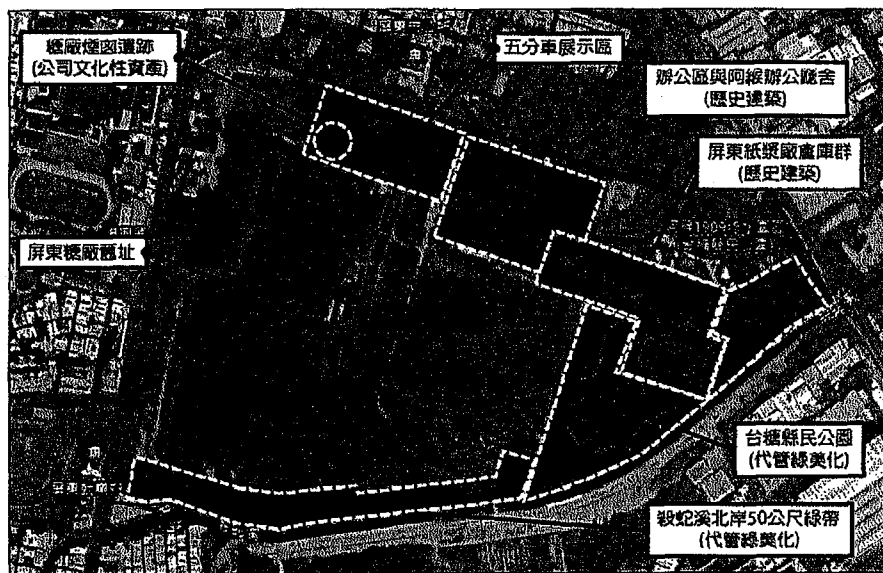 糖廠煙囪遺跡
(公司文化性資產)
五分車展示區
辦公區與阿緱辦公廳舍
(歷史建築)
屏東紙漿廠倉庫群
(歷史建築)
屏東糖廠舊址
台糖縣民公園
(代管綠美化)
殺蛇溪北岸50公尺綠帶
(代管綠美化)